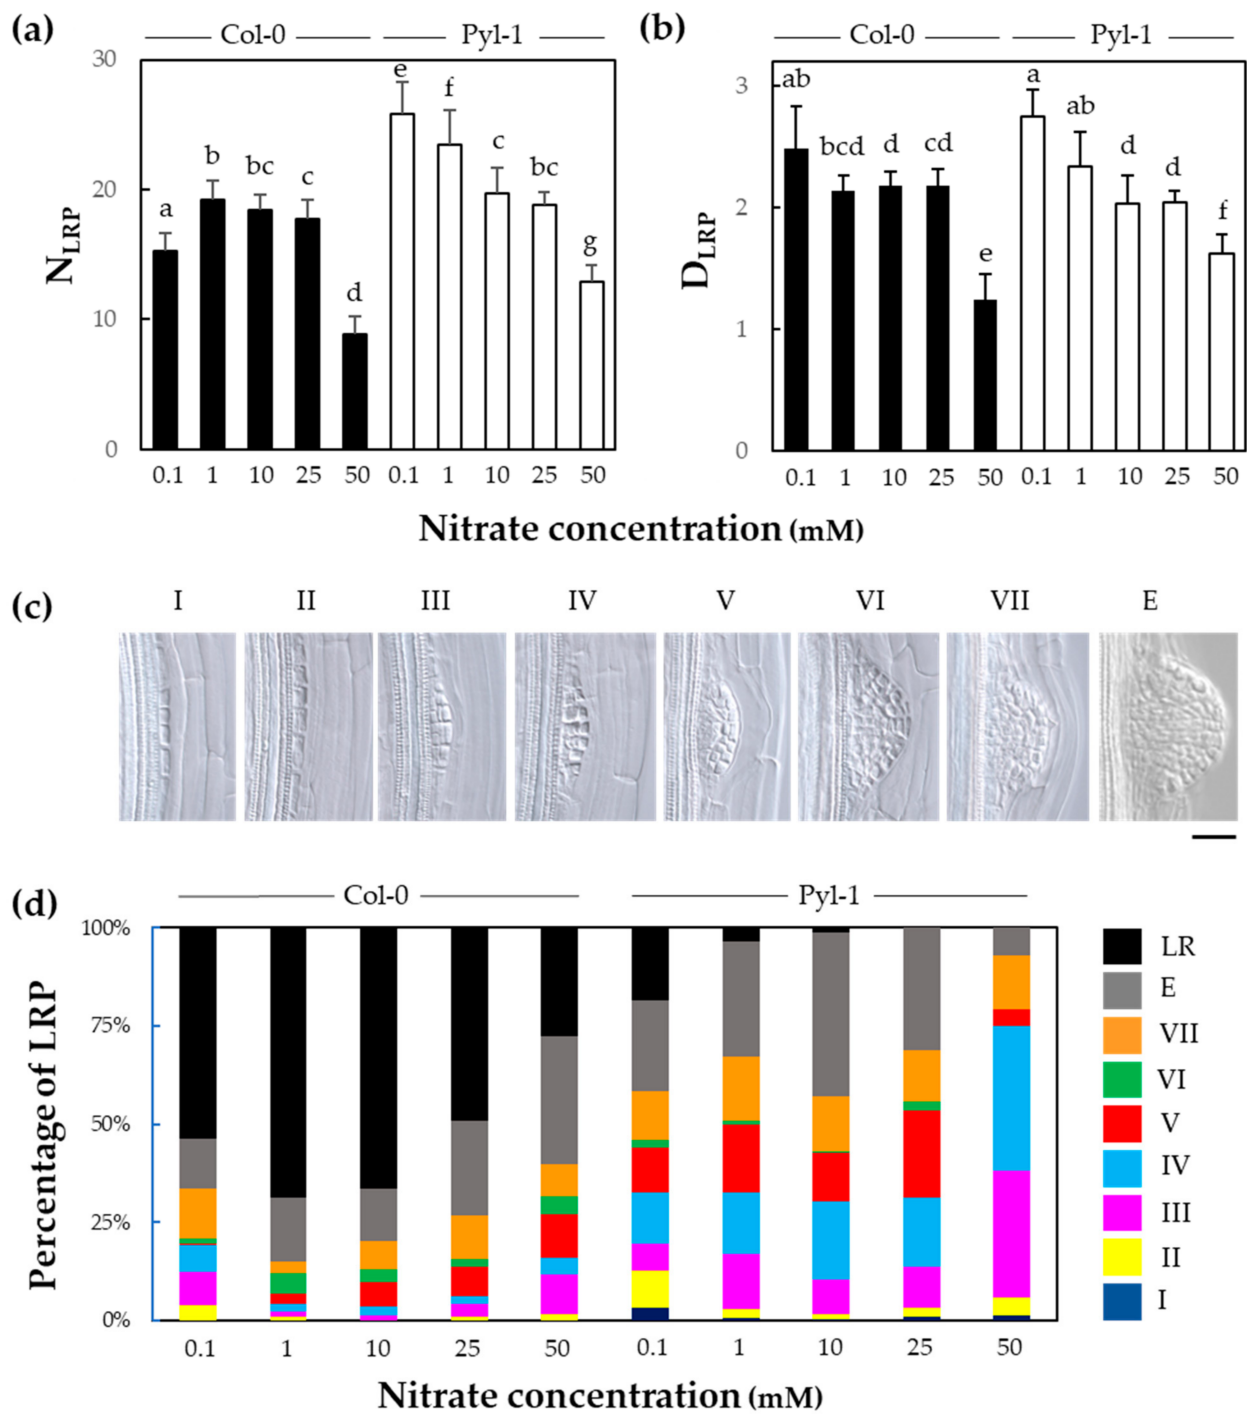 (a)
Col-0 Pyl-1
30
20
10
0
N_LRP
a b bc c d e f c bc g
0.1 1 10 25 50 0.1 1 10 25 50
(b)
Col-0 Pyl-1
3
2
1
0
D_LRP
ab bcd d cd e a ab d d f
0.1 1 10 25 50 0.1 1 10 25 50
Nitrate concentration (mM)
(c)
I II III IV V VI VII E
(d)
Col-0 Pyl-1
100%
75%
50%
25%
0%
Percentage of LRP
0.1 1 10 25 50 0.1 1 10 25 50
Nitrate concentration (mM)
LR
E
VII
VI
V
IV
III
II
I